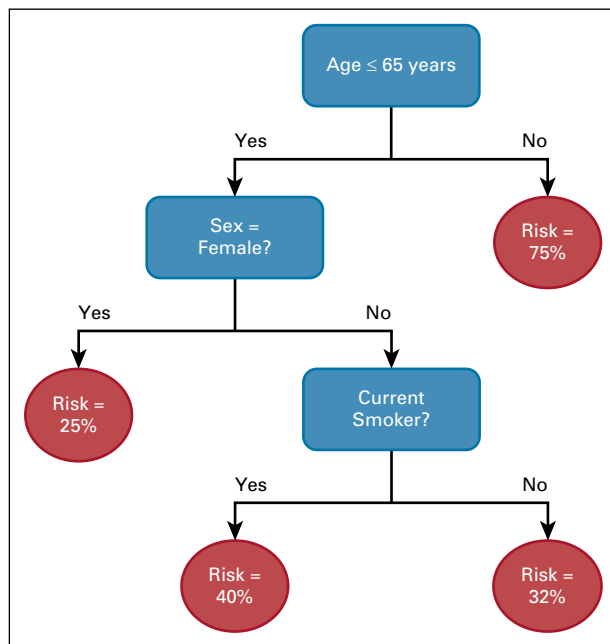 Age ≤ 65 years
Yes
No
Sex =
Female?
Risk =
75%
Yes
No
Risk =
25%
Current
Smoker?
Yes
No
Risk =
40%
Risk =
32%